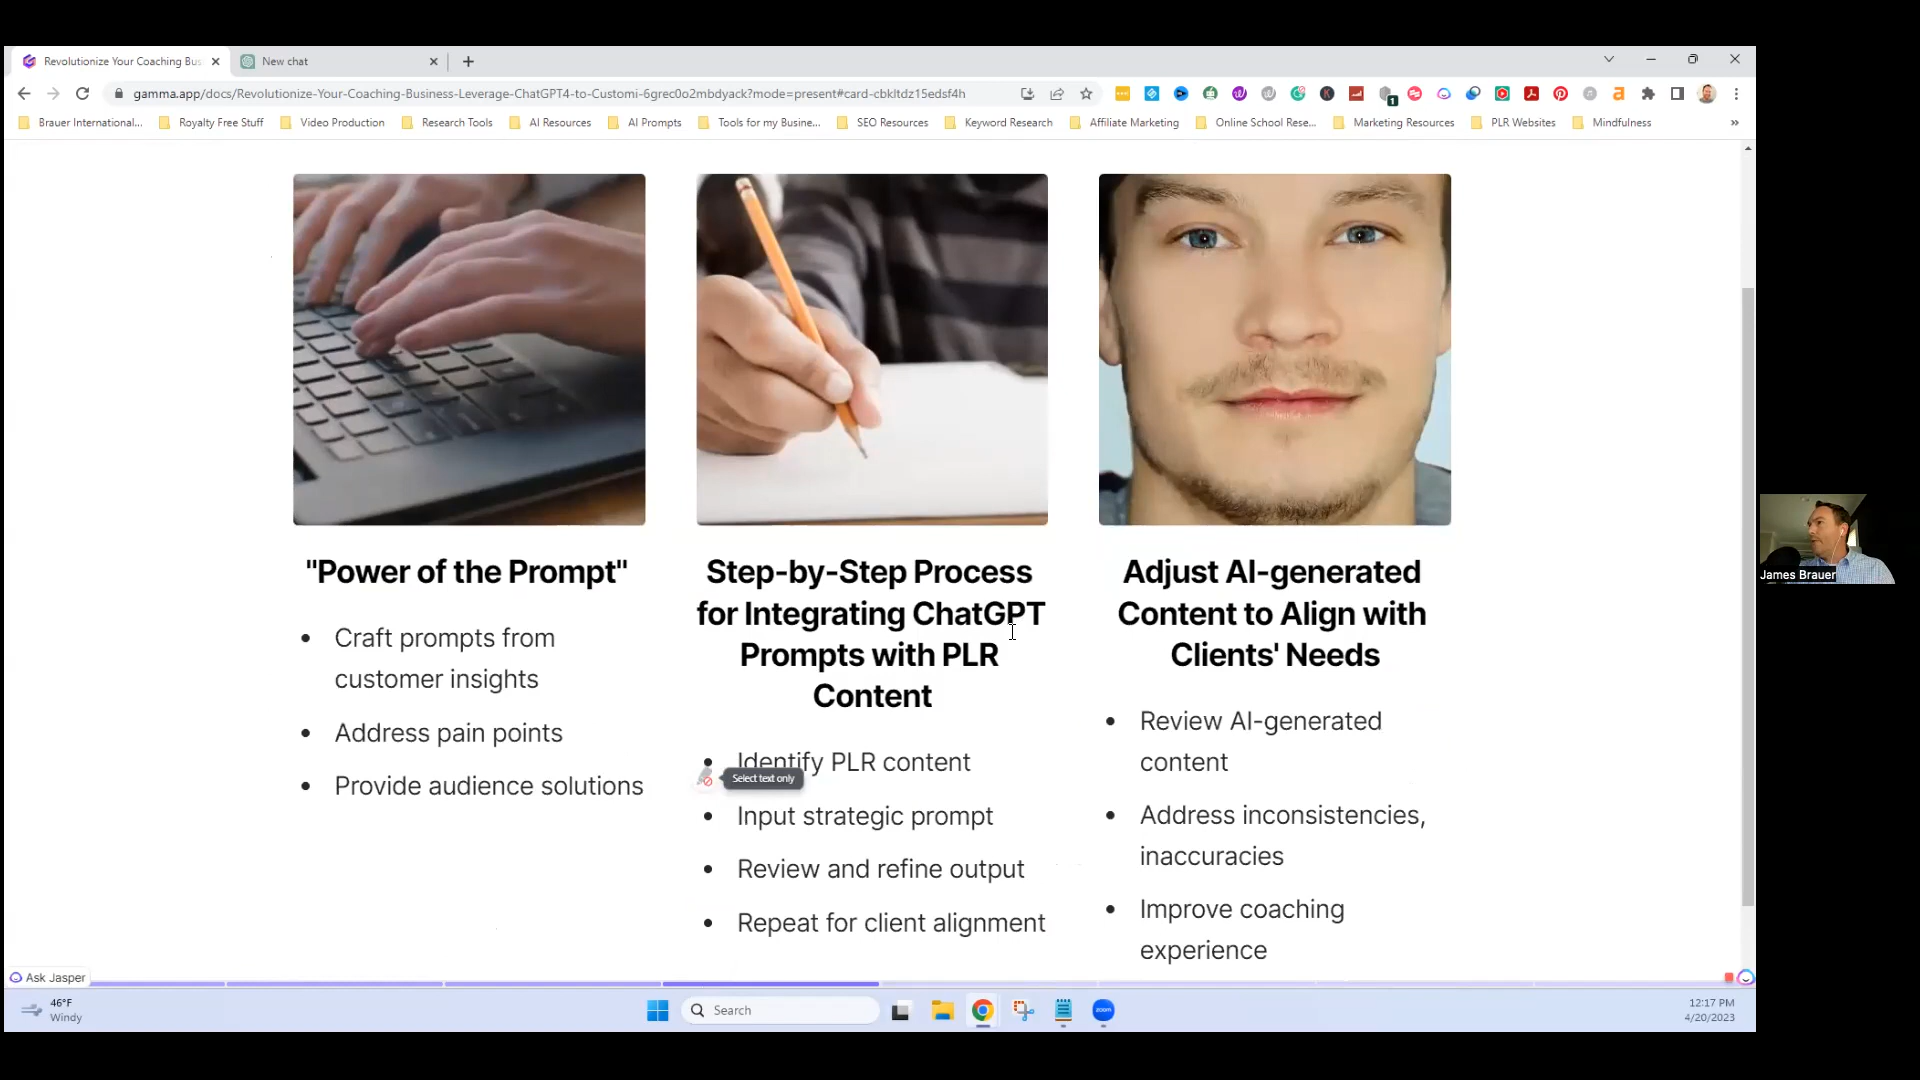 Revolutionize Your Coaching Bus
New chat
gamma.app/docs/Revolutionize-Your-Coaching-Business-Leverage-ChatGPT4-to-Customi-6grec0o2mbdyack?mode=present#card-cbkltdz15edsf4h
Brauer International... Royalty Free Stuff Video Production Research Tools AI Resources AI Prompts Tools for my Busine... SEO Resources Keyword Research Affiliate Marketing Online School Rese... Marketing Resources PLR Websites Mindfulness
"Power of the Prompt"
• Craft prompts from
customer insights
• Address pain points
• Provide audience solutions
Step-by-Step Process
for Integrating ChatGPT
Prompts with PLR
Content
• Identify PLR content
Select text only
• Input strategic prompt
• Review and refine output
• Repeat for client alignment
Adjust AI-generated
Content to Align with
Clients' Needs
• Review AI-generated
content
• Address inconsistencies,
inaccuracies
• Improve coaching
experience
James Brauer
Ask Jasper
46°F
Windy
Search
zoom
12:17 PM
4/20/2023